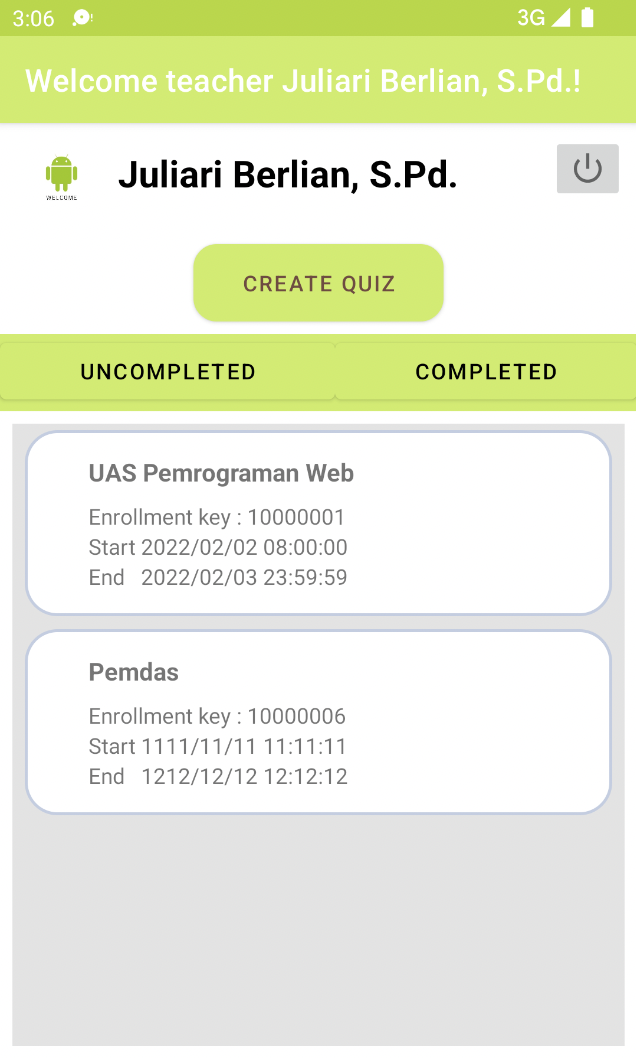 3:06
3G
Welcome teacher Juliari Berlian, S.Pd.!
WELCOME
Juliari Berlian, S.Pd.
CREATE QUIZ
UNCOMPLETED
COMPLETED
UAS Pemrograman Web
Enrollment key : 10000001
Start 2022/02/02 08:00:00
End 2022/02/03 23:59:59
Pemdas
Enrollment key : 10000006
Start 1111/11/11 11:11:11
End 1212/12/12 12:12:12